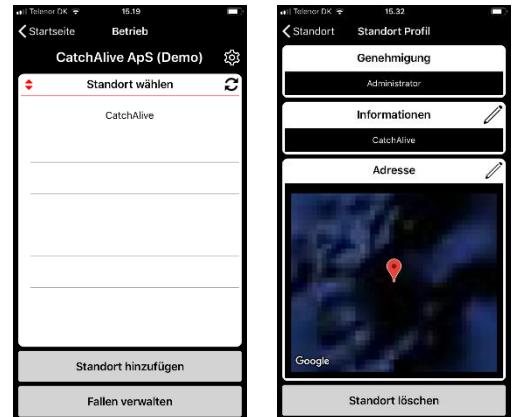 Telenor DK 15.19
Startseite Betrieb
CatchAlive ApS (Demo)
Standort wählen
CatchAlive
Standort hinzufügen
Fallen verwalten
Telenor DK 15.32
Standort Standort Profil
Genehmigung
Administrator
Informationen
CatchAlive
Adresse
Google
Standort löschen